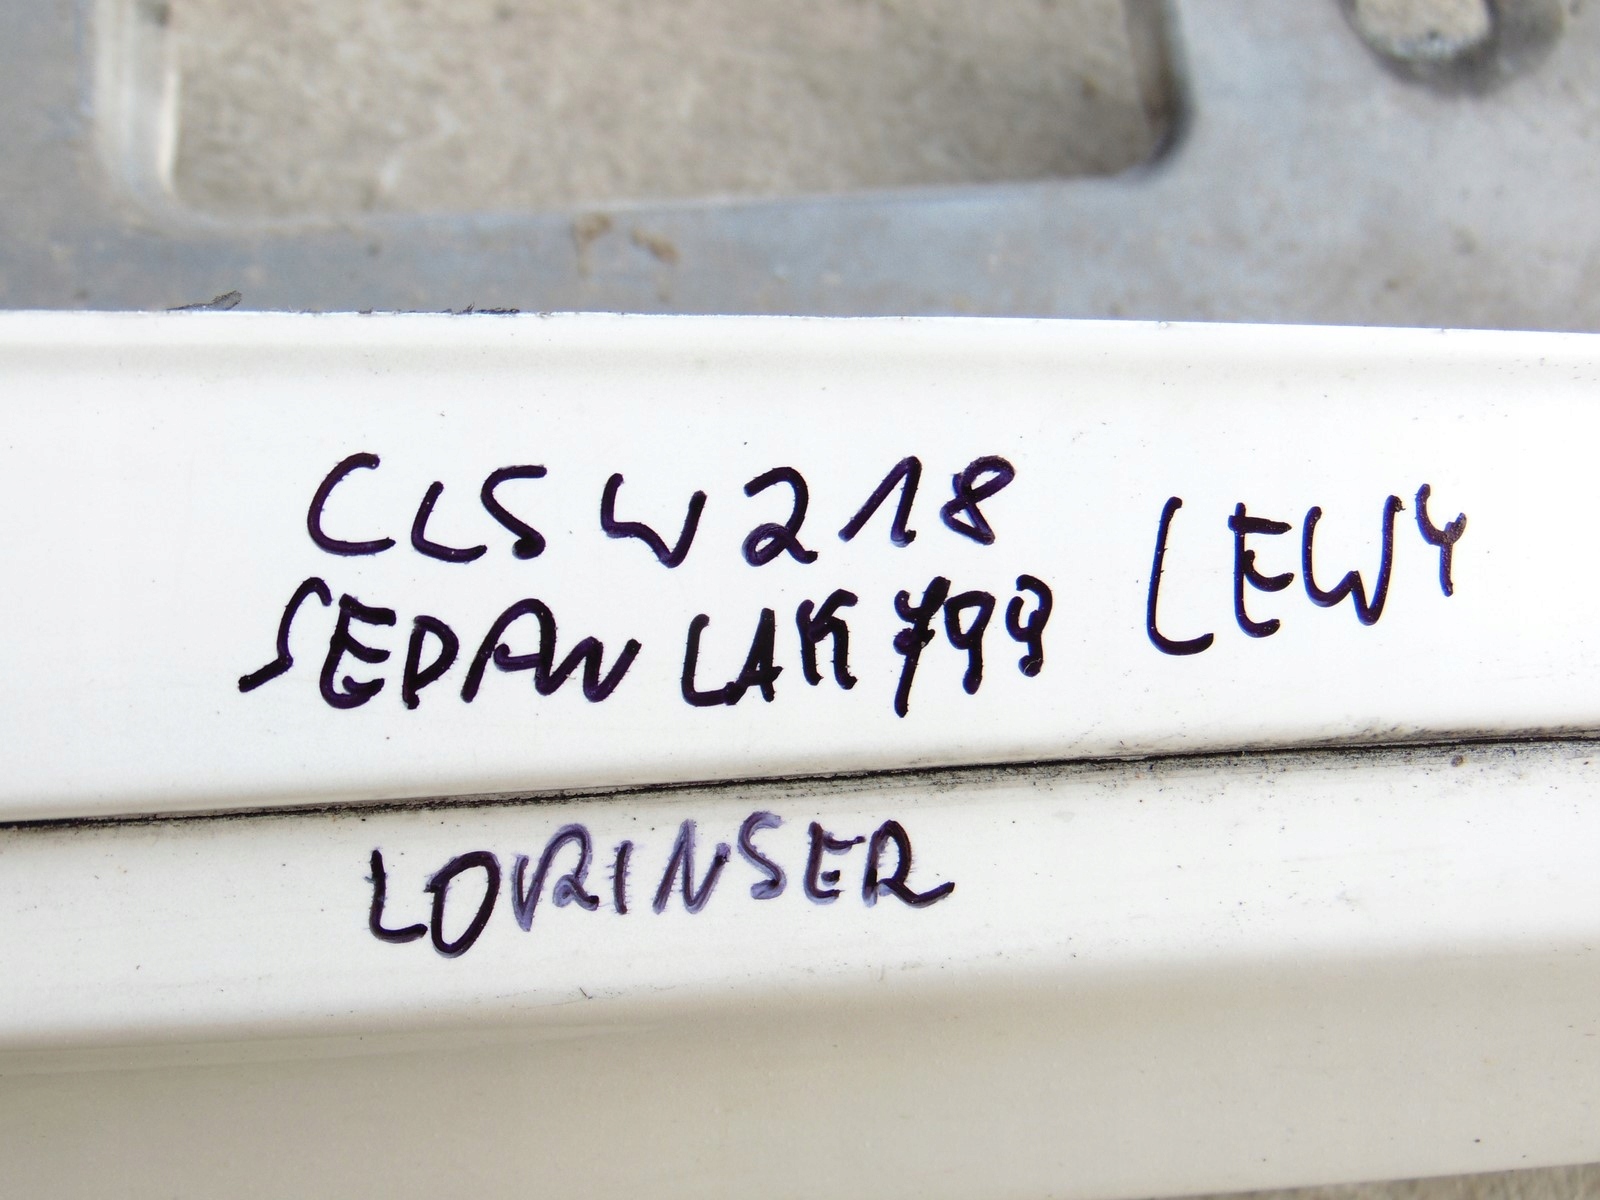 CLS W218
SEDAN LAK 799 LEWY
LORINSER